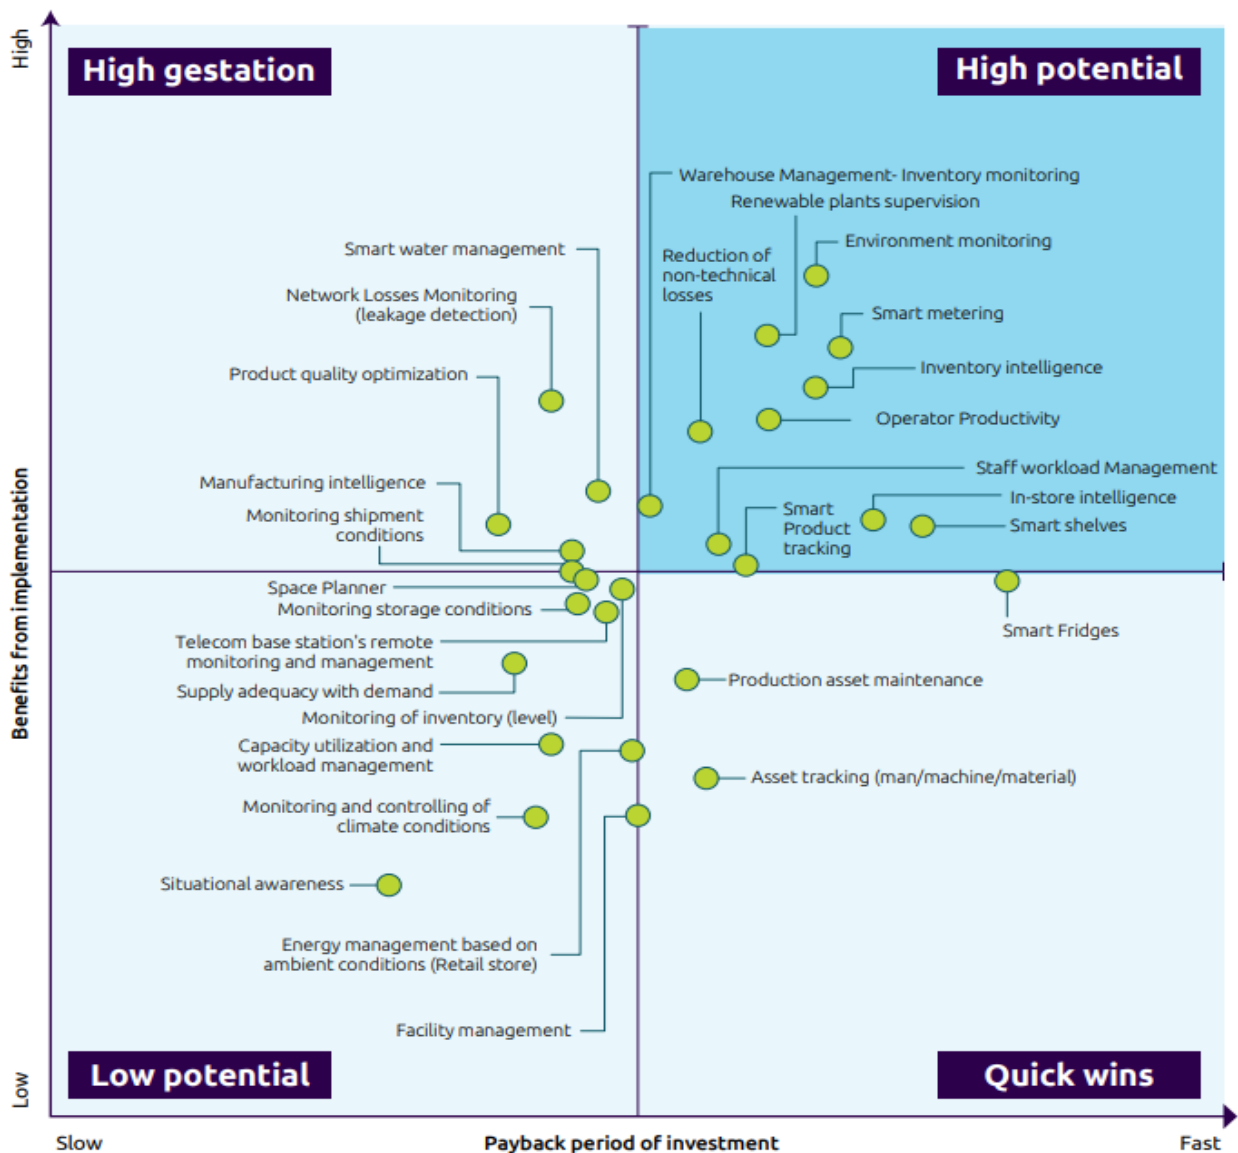 High
High gestation
High potential
Warehouse Management- Inventory monitoring
Renewable plants supervision
Environment monitoring
Smart water management
Reduction of
non-technical
losses
Network Losses Monitoring
(leakage detection)
Smart metering
Product quality optimization
Inventory intelligence
Operator Productivity
Manufacturing intelligence
Staff workload Management
Monitoring shipment
conditions
Smart
Product
tracking
In-store intelligence
Smart shelves
Benefits from implementation
Space Planner
Monitoring storage conditions
Smart Fridges
Telecom base station's remote
monitoring and management
Production asset maintenance
Supply adequacy with demand
Monitoring of inventory (level)
Capacity utilization and
workload management
Asset tracking (man/machine/material)
Monitoring and controlling of
climate conditions
Situational awareness
Energy management based on
ambient conditions (Retail store)
Facility management
Low potential
Quick wins
Low
Slow
Payback period of investment
Fast